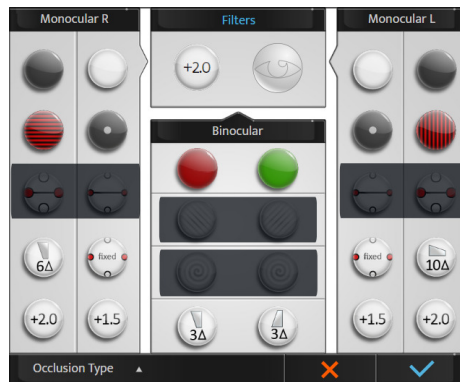 Monocular R
Filters
Monocular L
+2.0
Binocular
6Δ
fixed
fixed
10Δ
+2.0
+1.5
3Δ
3Δ
+1.5
+2.0
Occlusion Type